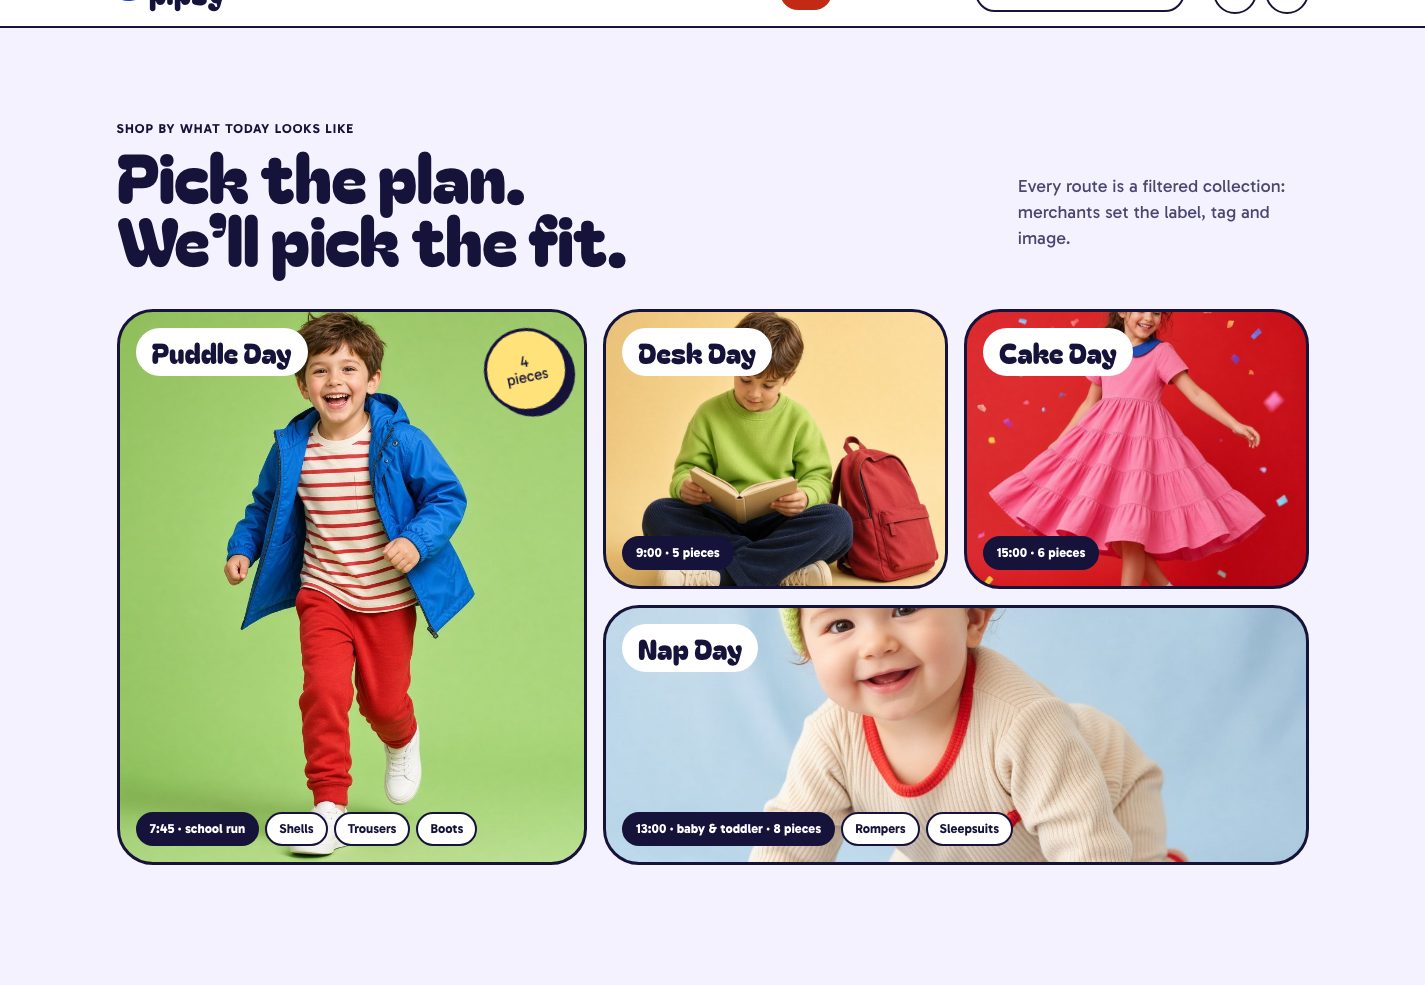 pipsy
SHOP BY WHAT TODAY LOOKS LIKE
Pick the plan.
We’ll pick the fit.
Every route is a filtered collection:
merchants set the label, tag and
image.
Puddle Day
4
pieces
7:45 · school run
Shells
Trousers
Boots
Desk Day
9:00 · 5 pieces
Cake Day
15:00 · 6 pieces
Nap Day
13:00 · baby & toddler · 8 pieces
Rompers
Sleepsuits